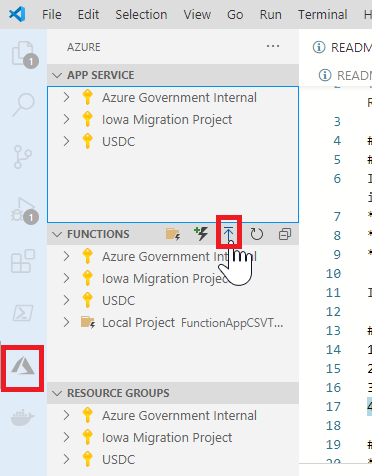 File Edit View Go Run Terminal H
AZURE ...
README
APP SERVICE
Azure Government Internal
Iowa Migration Project
USDC
FUNCTIONS
Azure Government Internal
Iowa Migration Project
USDC
Local Project FunctionAppCSVT...
RESOURCE GROUPS
Azure Government Internal
Iowa Migration Project
USDC
1
1
README
R
3
4 #
5 #
6 I
i
7 *
8 *
9 *
10
11 I
12
13 #
14 1
15 2
16 3
17 4
18
19 #
20 *